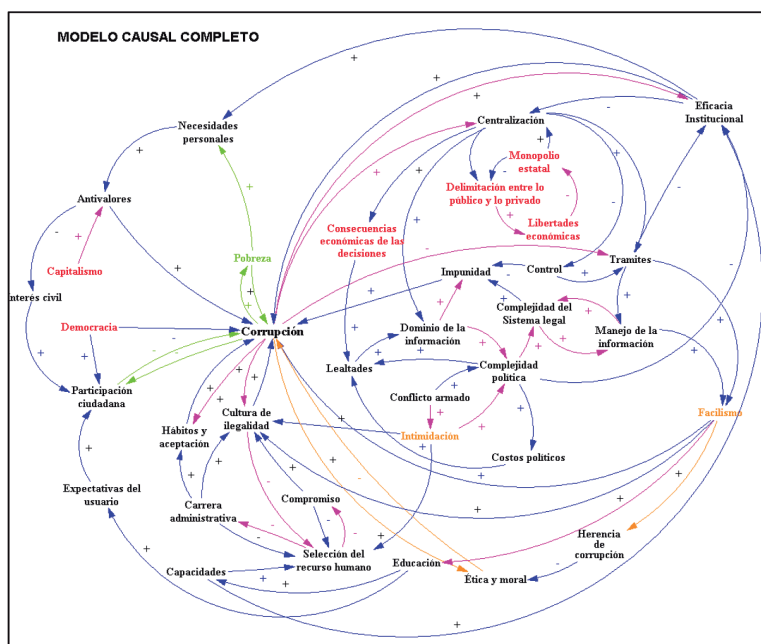 MODELO CAUSAL COMPLETO
Eficacia
Institucional
Necesidades
personales
Centralización
Monopolio
estatal
Delimitación entre lo
público y lo privado
Antivalores
Libertades
económicas
Consecuencias
económicas de las
decisiones
Pobreza
Capitalismo
Tramites
Impunidad
Control
nterés civil
Complejidad del
Sistema legal
Democracia
Corrupción
Dominio de la
información
Manejo de la
información
Lealtades
Complejidad
política
Participación
ciudadana
Conflicto armado
Cultura de
ilegalidad
Hábitos y
aceptación
Intimidación
Facilismo
Costos políticos
Expectativas del
usuario
Carrera
administrativa
Compromiso
Herencia
de
corrupción
Selección del
recurso humano
Educación
Capacidades
Ética y moral